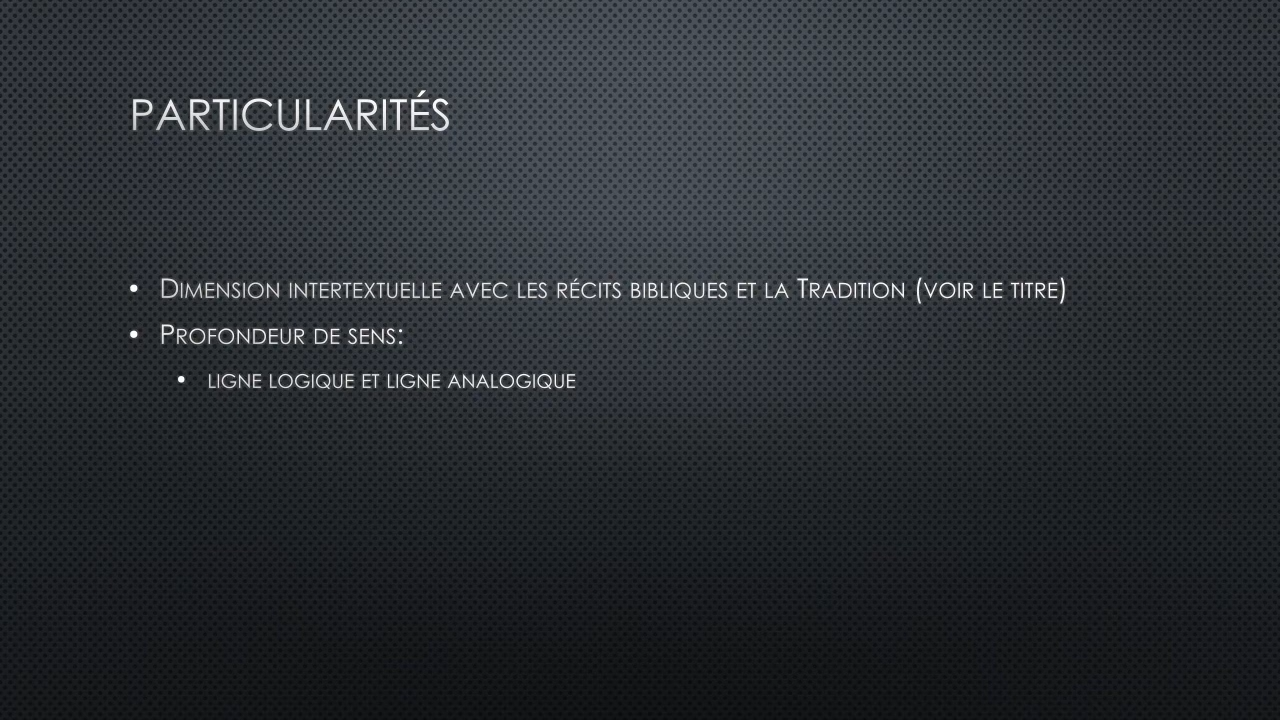 PARTICULARITÉS
• Dimension intertextuelle avec les récits bibliques et la Tradition (voir le titre)
• Profondeur de sens:
• ligne logique et ligne analogique